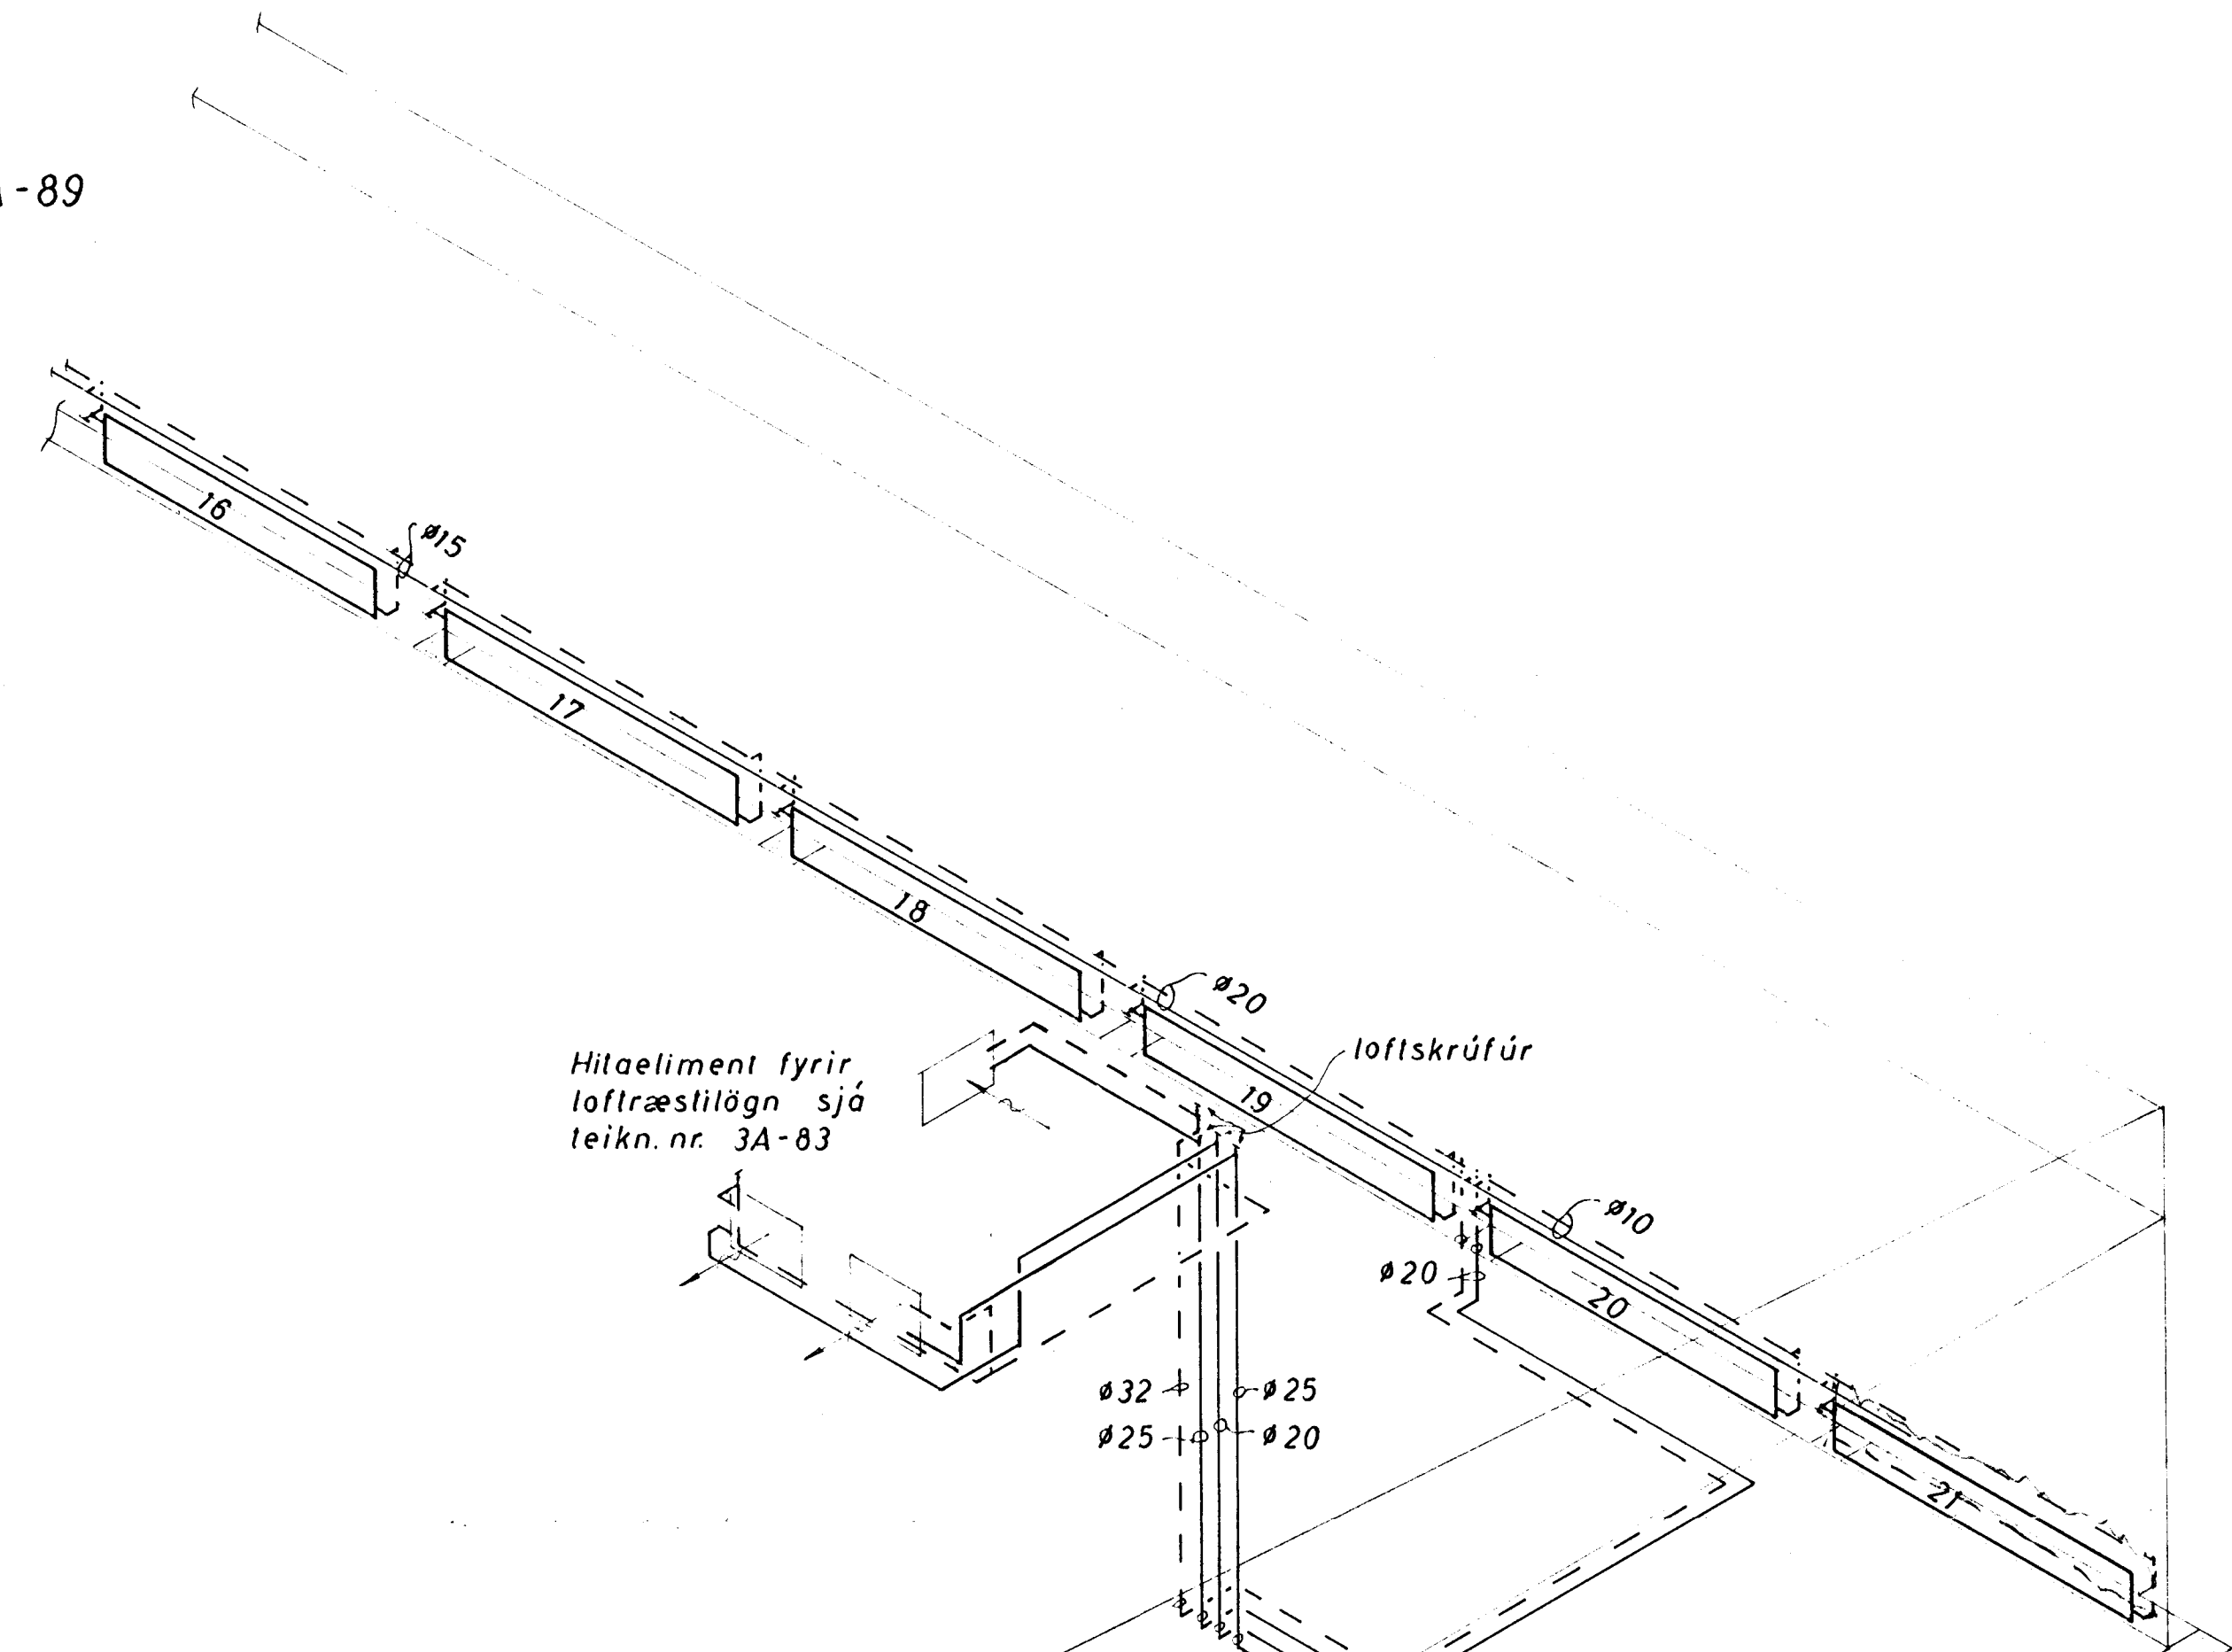 -89
16
ø15
17
18
ø20
loftskrúfúr
19
Hitaeliment fyrir
loftræstilögn sjá
teikn. nr. 3A-83
ø10
ø20
20
ø32
ø25
ø25
ø20
21